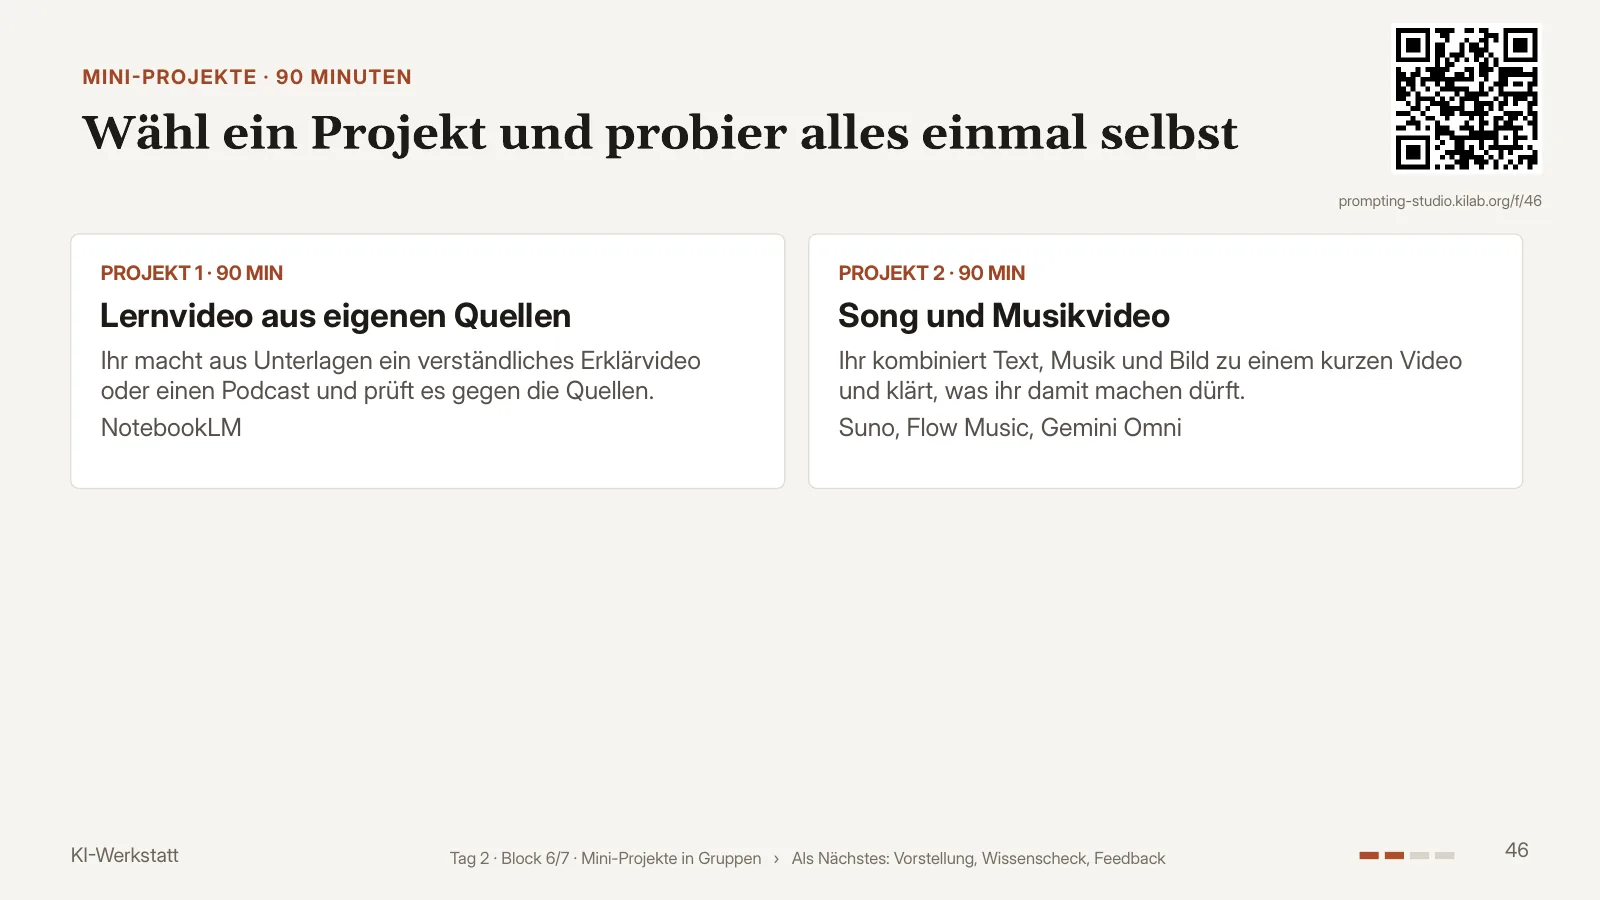 MINI-PROJEKTE · 90 MINUTEN
Wähl ein Projekt und probier alles einmal selbst
prompting-studio.kilab.org/f/46
PROJEKT 1 · 90 MIN
Lernvideo aus eigenen Quellen
Ihr macht aus Unterlagen ein verständliches Erklärvideo
oder einen Podcast und prüft es gegen die Quellen.
NotebookLM
PROJEKT 2 · 90 MIN
Song und Musikvideo
Ihr kombiniert Text, Musik und Bild zu einem kurzen Video
und klärt, was ihr damit machen dürft.
Suno, Flow Music, Gemini Omni
KI-Werkstatt
Tag 2 · Block 6/7 · Mini-Projekte in Gruppen › Als Nächstes: Vorstellung, Wissenscheck, Feedback
46